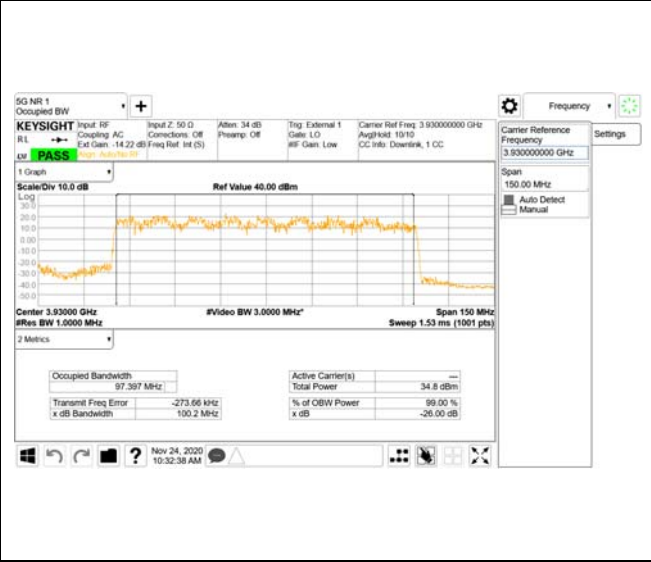 5G NR 1
Occupied BW
Frequency
KEYSIGHT
Input: RF
Input Z: 50 Ω
Atten: 34 dB
Trig: External 1
Carrier Ref Freq: 3.930000000 GHz
R L
Coupling: AC
Corrections: Off
Preamp: Off
Gate: LO
Avg|Hold: 10/10
Ext Gain: -14.22 dB
Freq Ref: Int (S)
#IF Gain: Low
CC Info: Downlink, 1 CC
PASS
Align: Auto/No RF
Carrier Reference
Frequency
3.930000000 GHz
Settings
Span
150.00 MHz
Auto Detect
Manual
1 Graph
Scale/Div 10.0 dB
Ref Value 40.00 dBm
Log
30.0
20.0
10.0
0.00
-10.0
-20.0
-30.0
-40.0
-50.0
Center 3.93000 GHz
#Video BW 3.0000 MHz*
Span 150 MHz
#Res BW 1.0000 MHz
Sweep 1.53 ms (1001 pts)
2 Metrics
Occupied Bandwidth
97.397 MHz
Transmit Freq Error
-273.66 kHz
x dB Bandwidth
100.2 MHz
Active Carrier(s)
---
Total Power
34.8 dBm
% of OBW Power
99.00 %
x dB
-26.00 dB
?
Nov 24, 2020
10:32:38 AM